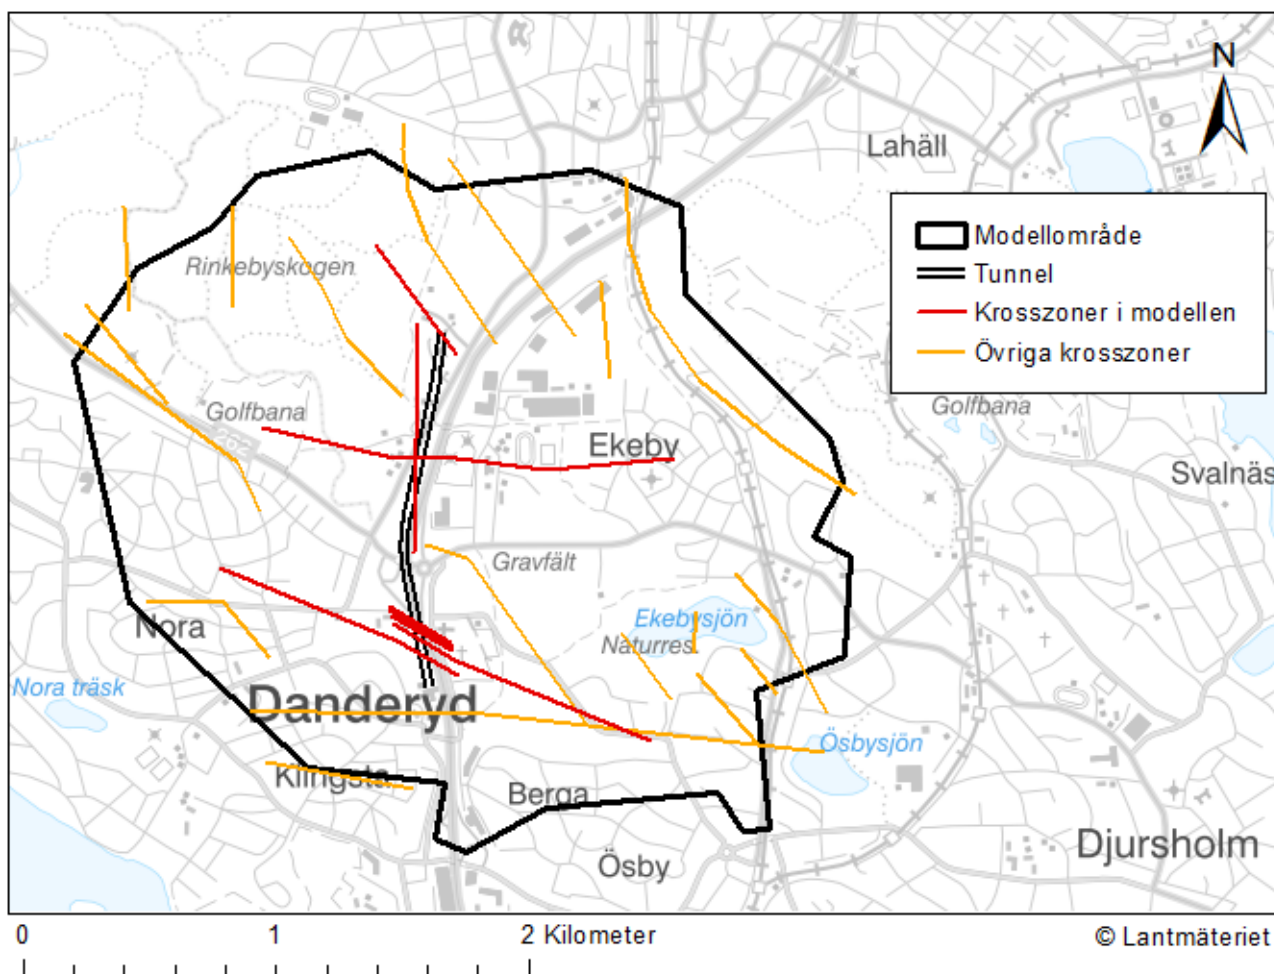 N
Lahäll
Modellområde
Tunnel
Krosszoner i modellen
Övriga krosszoner
Rinkebyskogen
Golfbana
Golfbana
Ekeby
Svalnäs
Gravfält
Ekebysjön
Nora
Naturres.
Nora träsk
Danderyd
Ösbysjön
Klingsta
Berga
Ösby
Djursholm
0 1 2 Kilometer
© Lantmäteriet